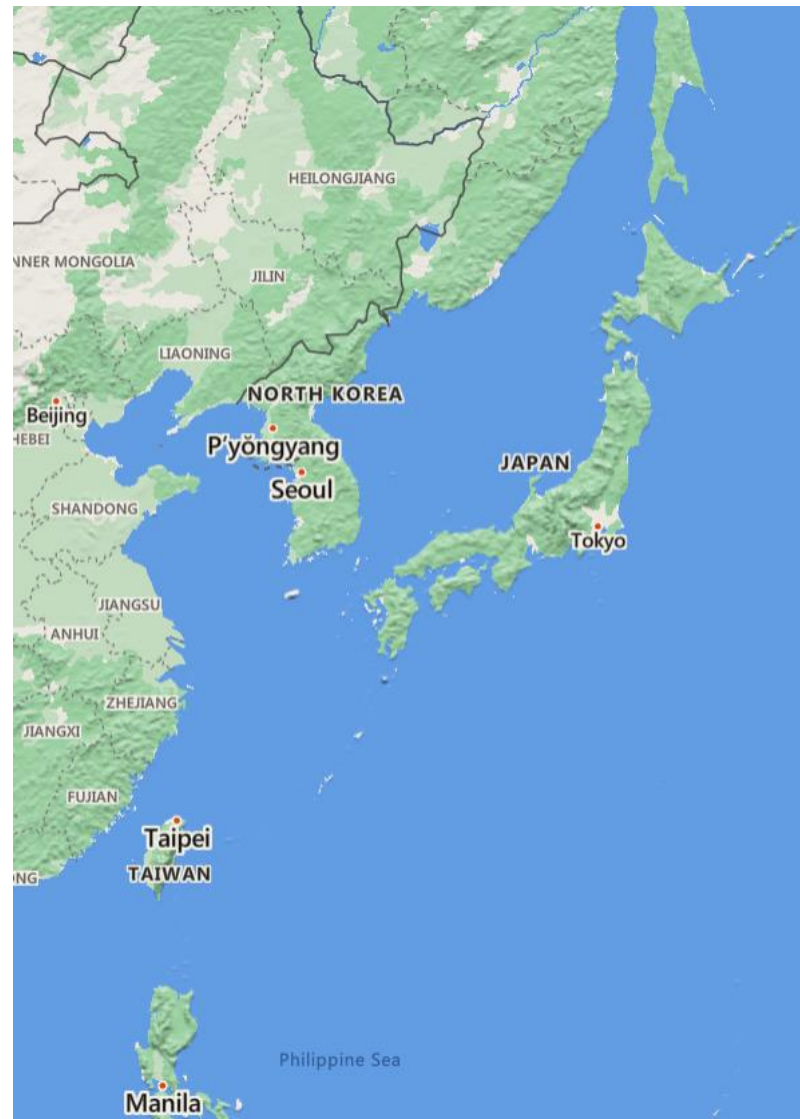 HEILONGJIANG
NNER MONGOLIA
JILIN
LIAONING
NORTH KOREA
Beijing
HEBEI
P'yŏngyang
JAPAN
Seoul
SHANDONG
Tokyo
JIANGSU
ANHUI
ZHEJIANG
JIANGXI
FUJIAN
Taipei
TAIWAN
NG
Philippine Sea
Manila